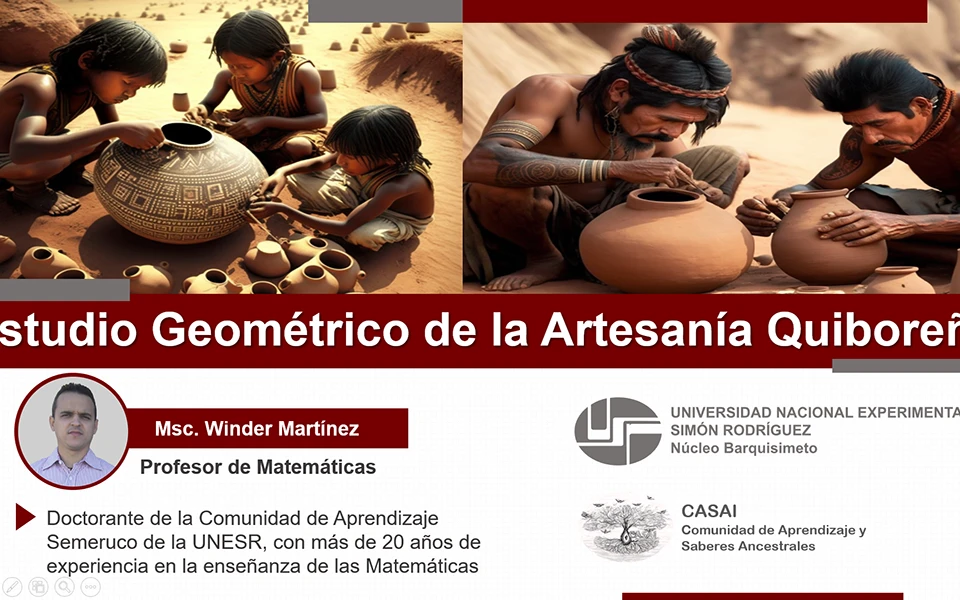 studio Geométrico de la Artesanía Quiboreñ
Msc. Winder Martínez
Profesor de Matemáticas
Doctorante de la Comunidad de Aprendizaje
Semeruco de la UNESR, con más de 20 años de
experiencia en la enseñanza de las Matemáticas
UNIVERSIDAD NACIONAL EXPERIMENTA
SIMÓN RODRÍGUEZ
Núcleo Barquisimeto
CASAI
Comunidad de Aprendizaje y
Saberes Ancestrales